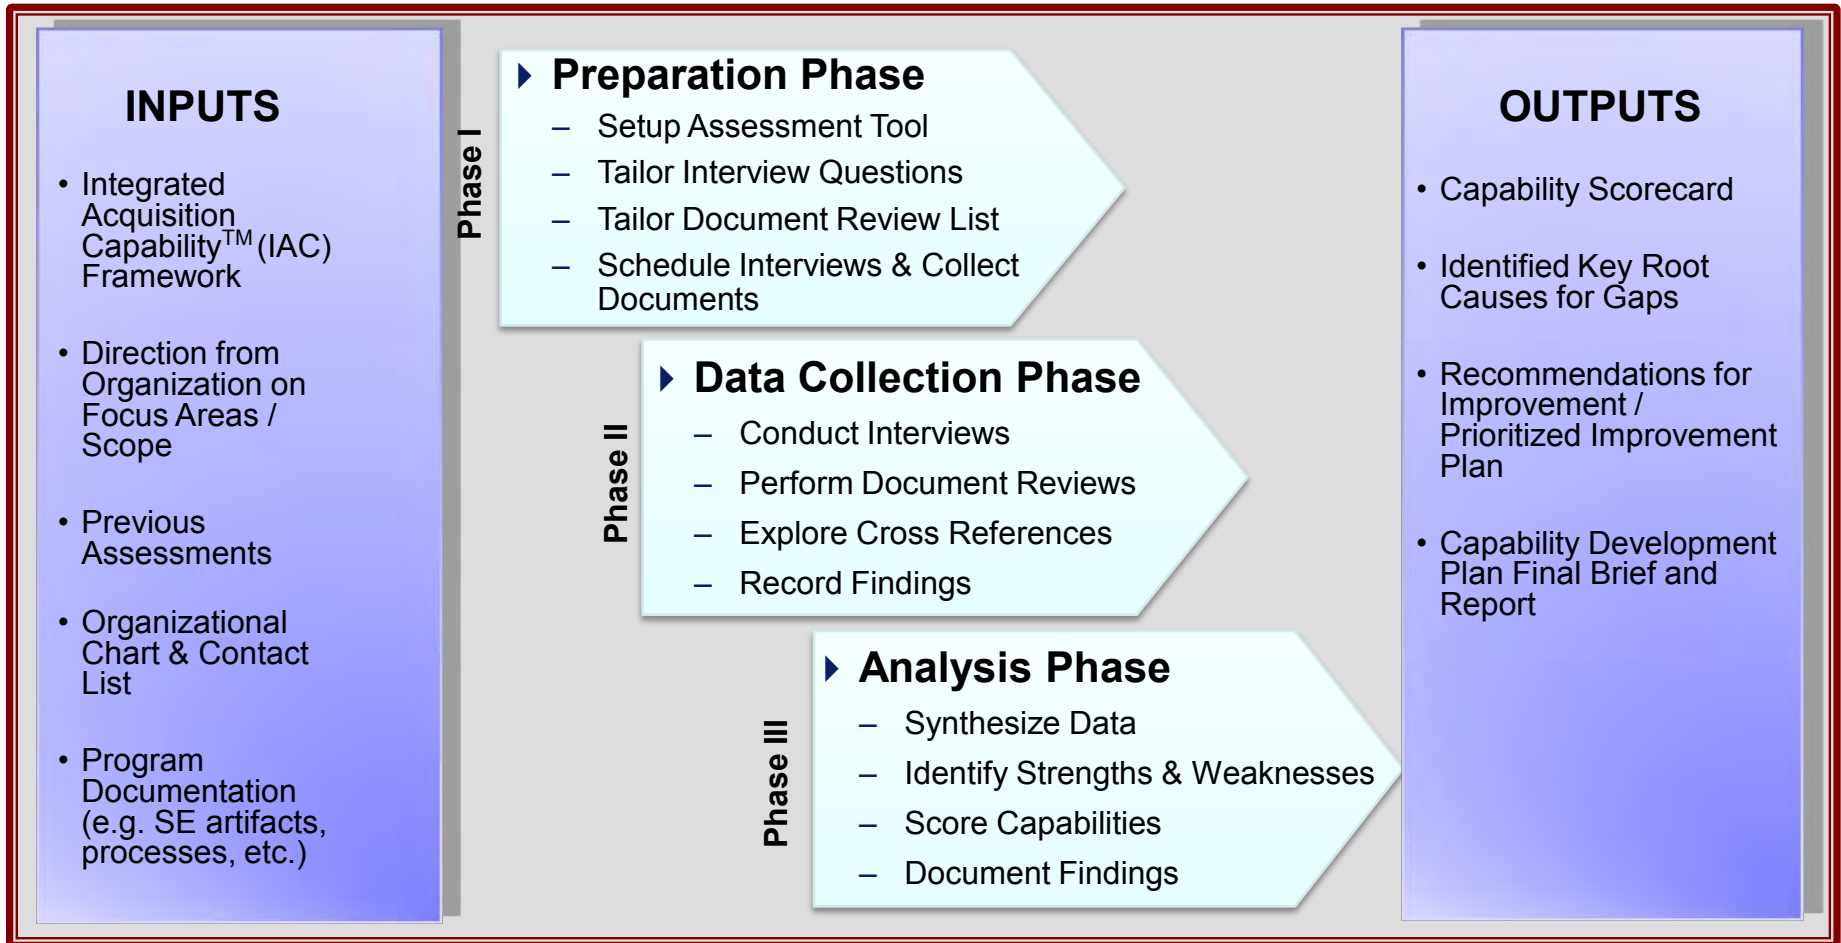 INPUTS
• Integrated
Acquisition
Capability™ (IAC)
Framework
• Direction from
Organization on
Focus Areas /
Scope
• Previous
Assessments
• Organizational
Chart & Contact
List
• Program
Documentation
(e.g. SE artifacts,
processes, etc.)
Phase I
Preparation Phase
– Setup Assessment Tool
– Tailor Interview Questions
– Tailor Document Review List
– Schedule Interviews & Collect
Documents
Phase II
Data Collection Phase
– Conduct Interviews
– Perform Document Reviews
– Explore Cross References
– Record Findings
Phase III
Analysis Phase
– Synthesize Data
– Identify Strengths & Weaknesses
– Score Capabilities
– Document Findings
OUTPUTS
• Capability Scorecard
• Identified Key Root
Causes for Gaps
• Recommendations for
Improvement /
Prioritized Improvement
Plan
• Capability Development
Plan Final Brief and
Report